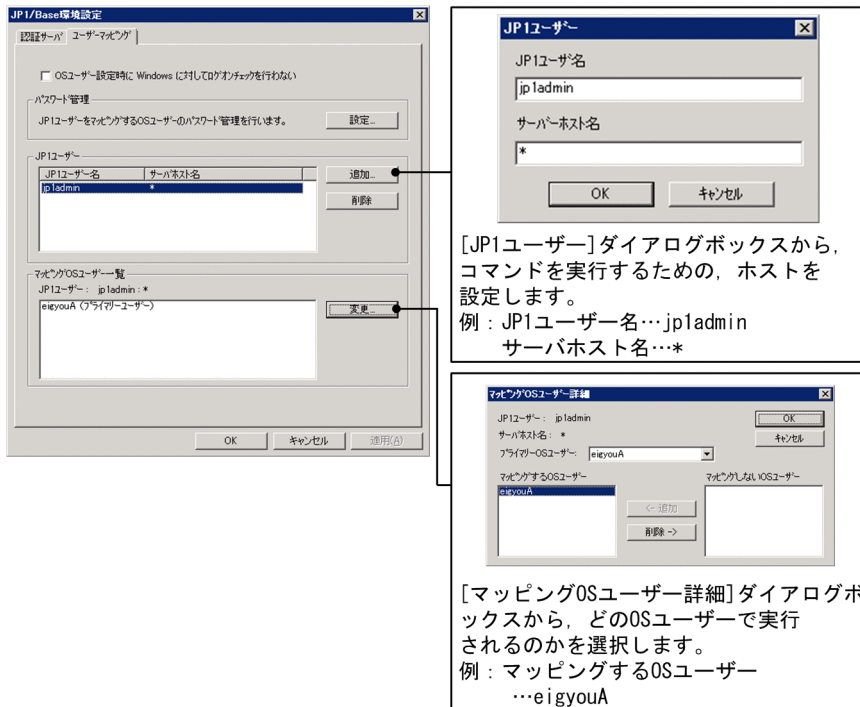 JP1/Base環境設定
認証サーバ ユーザーマッピング
OSユーザー設定時に Windows に対してログオンチェックを行わない
パスワード管理
JP1ユーザーをマッピングするOSユーザーのパスワード管理を行います。 設定...
JP1ユーザー
JP1ユーザー名 サーバホスト名
jp1admin *
追加...
削除
マッピングOSユーザー一覧
JP1ユーザー： jp1admin : *
eigyouA (プライマリーユーザー)
変更...
OK キャンセル 適用(A)
JP1ユーザー
JP1ユーザ名
jp1admin
サーバーホスト名
*
OK キャンセル
[JP1ユーザー]ダイアログボックスから，
コマンドを実行するための，ホストを
設定します。
例：JP1ユーザー名…jp1admin
サーバホスト名…*
マッピングOSユーザー詳細
JP1ユーザー： jp1admin
サーバホスト名： *
プライマリーOSユーザー： eigyouA
OK
キャンセル
マッピングするOSユーザー マッピングしないOSユーザー
eigyouA
<- 追加
削除 ->
[マッピングOSユーザー詳細]ダイアログボ
ックスから，どのOSユーザーで実行
されるのかを選択します。
例：マッピングするOSユーザー
…eigyouA